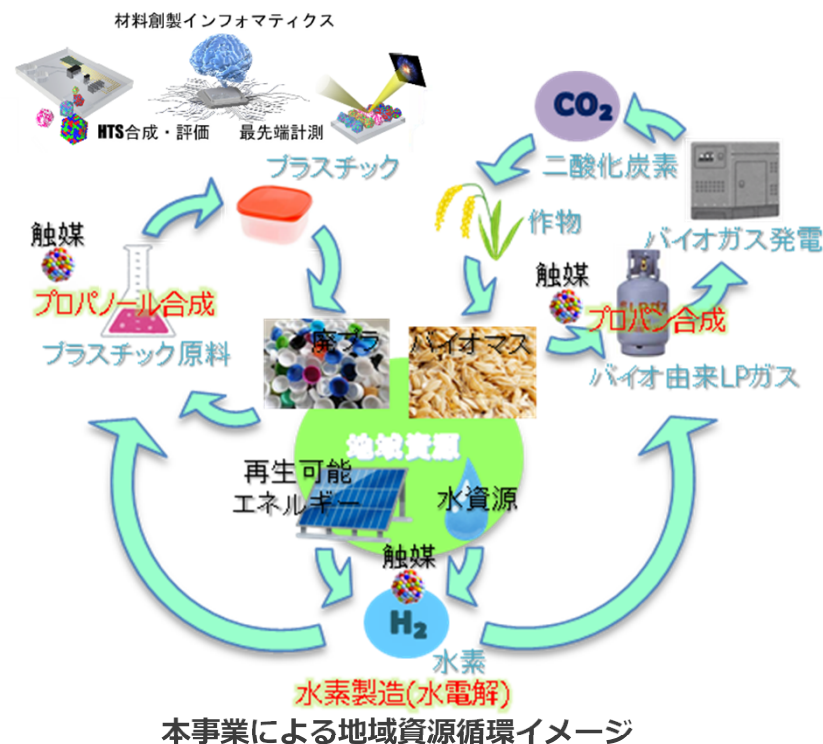 材料創製インフォマティクス
HTS合成・評価
最先端計測
CO₂
二酸化炭素
プラスチック
作物
バイオガス発電
触媒
プロパノール合成
プラスチック原料
触媒
プロパン合成
バイオ由来LPガス
廃プラ
バイオマス
地域資源
再生可能
エネルギー
水資源
触媒
H₂
水素
水素製造(水電解)
本事業による地域資源循環イメージ